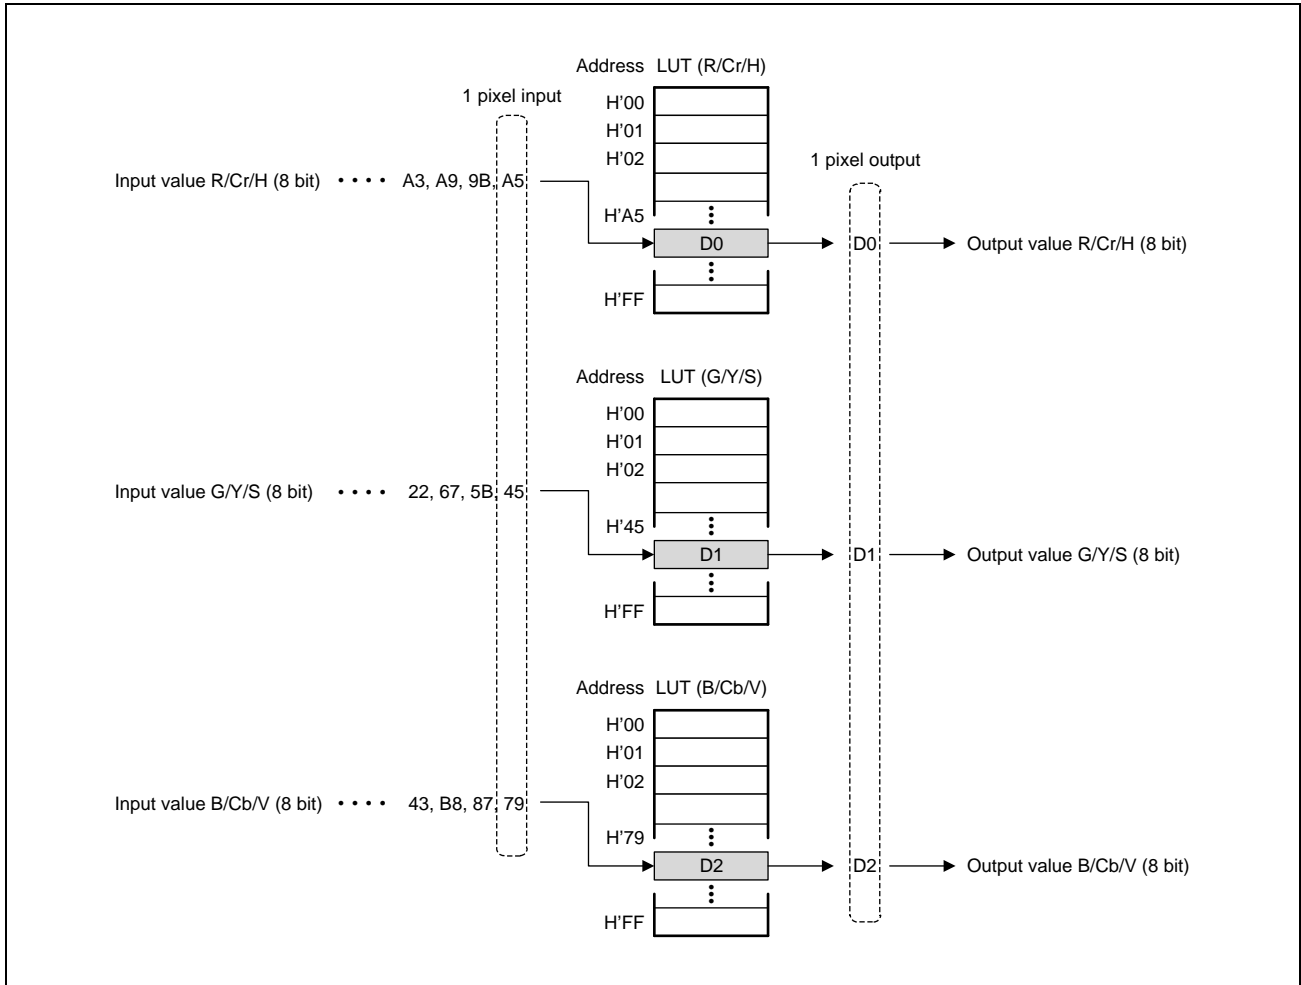 Address LUT (R/Cr/H)
1 pixel input
H'00
H'01
H'02
1 pixel output
Input value R/Cr/H (8 bit) •••• A3, A9, 9B, A5
H'A5
D0
D0
Output value R/Cr/H (8 bit)
H'FF
Address LUT (G/Y/S)
H'00
H'01
H'02
Input value G/Y/S (8 bit) •••• 22, 67, 5B, 45
H'45
D1
D1
Output value G/Y/S (8 bit)
H'FF
Address LUT (B/Cb/V)
H'00
H'01
H'02
Input value B/Cb/V (8 bit) •••• 43, B8, 87, 79
H'79
D2
D2
Output value B/Cb/V (8 bit)
H'FF